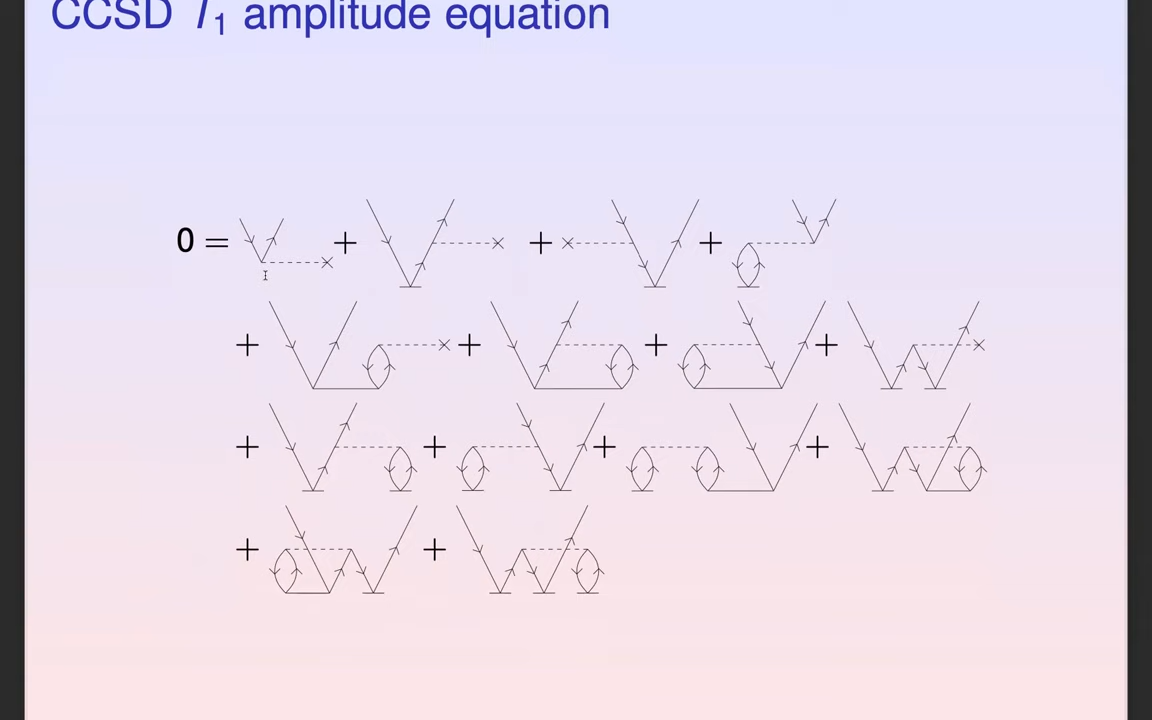 CCSD T1 amplitude equation
0 = + + +
+ + + +
+ + + +
+ +